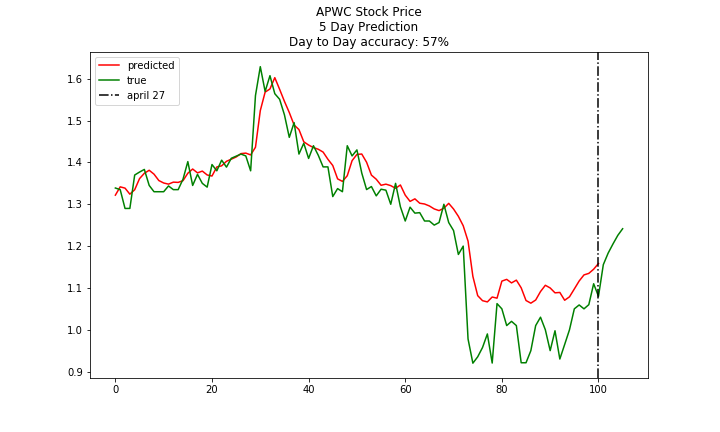 APWC Stock Price
5 Day Prediction
Day to Day accuracy: 57%
predicted
true
april 27
1.6
1.5
1.4
1.3
1.2
1.1
1.0
0.9
0 20 40 60 80 100